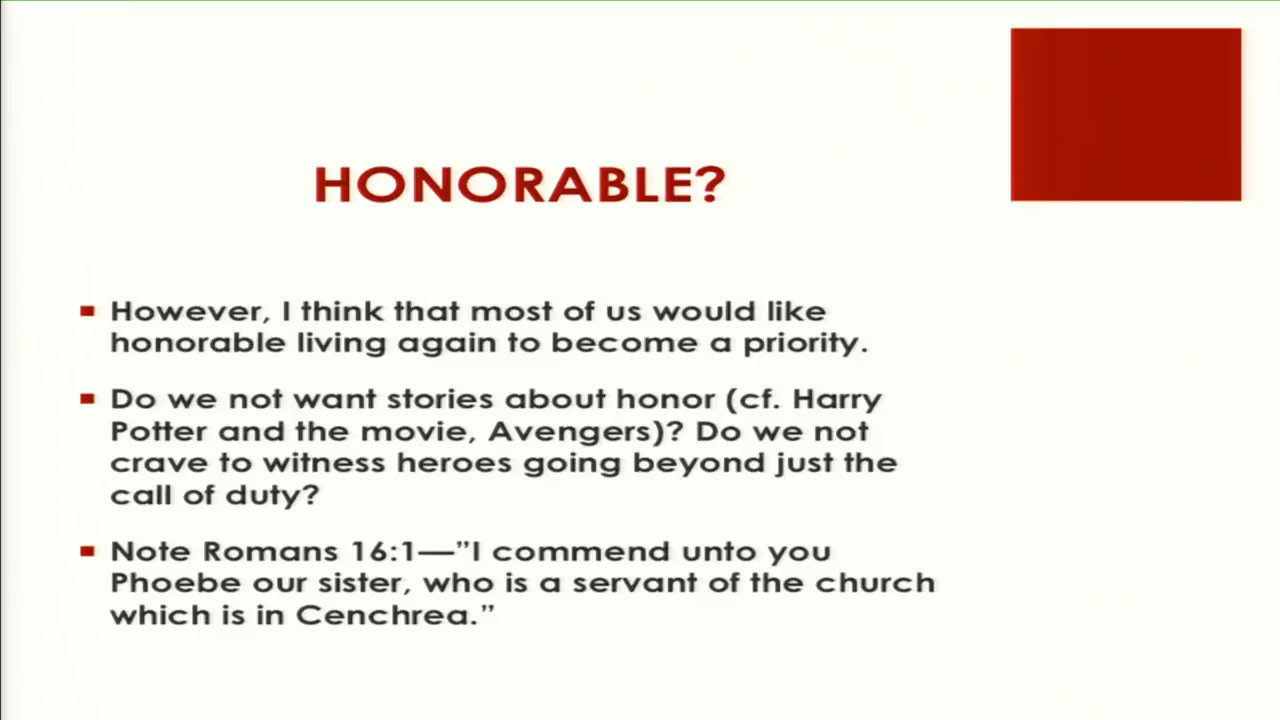 HONORABLE?
However, I think that most of us would like
honorable living again to become a priority.
Do we not want stories about honor (cf. Harry
Potter and the movie, Avengers)? Do we not
crave to witness heroes going beyond just the
call of duty?
Note Romans 16:1—”I commend unto you
Phoebe our sister, who is a servant of the church
which is in Cenchrea.”